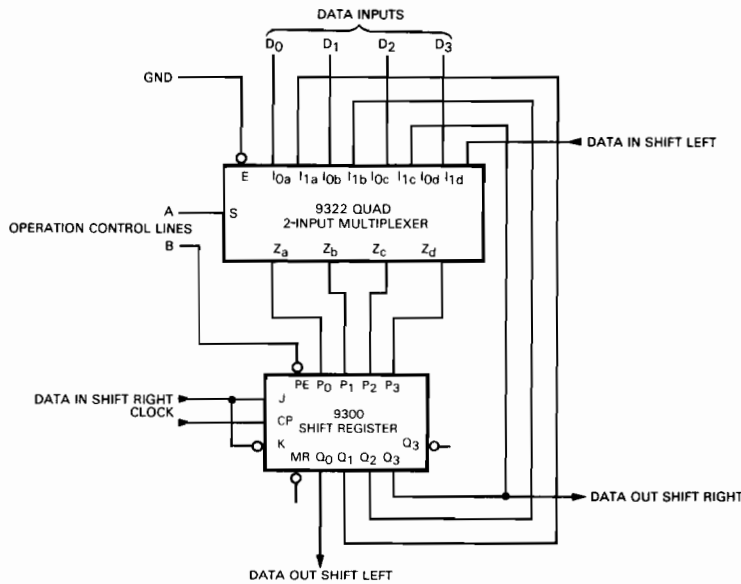 DATA INPUTS
D0 D1 D2 D3
GND
DATA IN SHIFT LEFT
E I0a I1a I0b I1b I0c I1c I0d I1d
A S
9322 QUAD
2-INPUT MULTIPLEXER
OPERATION CONTROL LINES
B
Za Zb Zc Zd
PE P0 P1 P2 P3
DATA IN SHIFT RIGHT
J
CLOCK
CP
9300
SHIFT REGISTER
K
Q3
MR Q0 Q1 Q2 Q3
DATA OUT SHIFT RIGHT
DATA OUT SHIFT LEFT